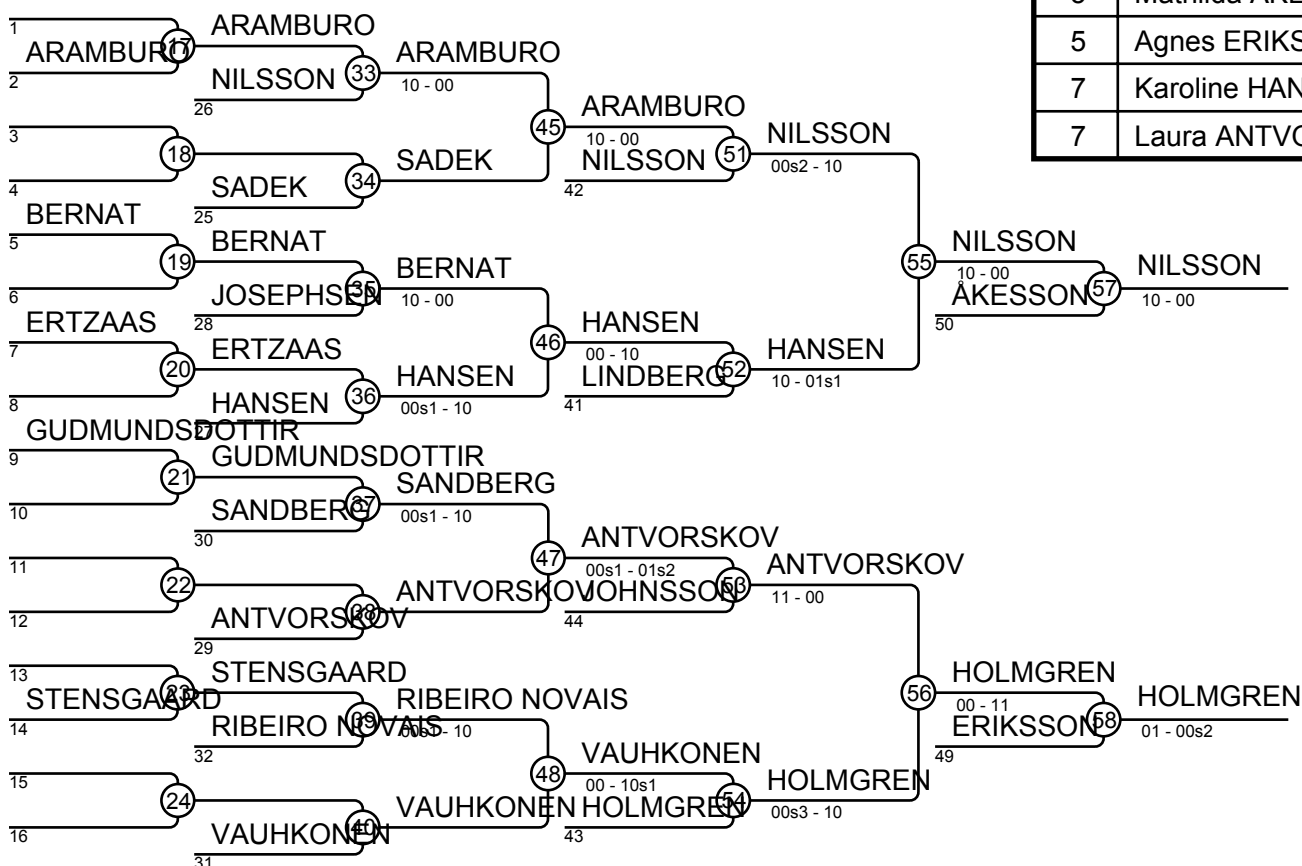 5 Mathilda ÅKE
5 Agnes ERIKS
7 Karoline HAN
7 Laura ANTVO
1
ARAMBURO
2
17
ARAMBURO
NILSSON
26
33
ARAMBURO
10 - 00
3
4
18
SADEK
25
34
SADEK
45
ARAMBURO
10 - 00
NILSSON
42
51
NILSSON
00s2 - 10
BERNAT
5
6
19
BERNAT
JOSEPHSEN
28
35
BERNAT
10 - 00
ERTZAAS
7
8
20
ERTZAAS
HANSEN
27
36
HANSEN
00s1 - 10
46
HANSEN
00 - 10
LINDBERG
41
52
HANSEN
10 - 01s1
55
NILSSON
10 - 00
ÅKESSON
50
57
NILSSON
10 - 00
GUDMUNDSDOTTIR
9
10
21
GUDMUNDSDOTTIR
SANDBERG
30
37
SANDBERG
00s1 - 10
11
12
22
ANTVORSKOV
29
38
ANTVORSKOV
47
ANTVORSKOV
00s1 - 01s2
JOHNSSON
44
53
ANTVORSKOV
11 - 00
13
STENSGAARD
14
23
STENSGAARD
RIBEIRO NOVAIS
32
39
RIBEIRO NOVAIS
00s1 - 10
15
16
24
VAUHKONEN
31
40
VAUHKONEN
48
VAUHKONEN
00 - 10s1
HOLMGREN
43
54
HOLMGREN
00s3 - 10
56
HOLMGREN
00 - 11
ERIKSSON
49
58
HOLMGREN
01 - 00s2